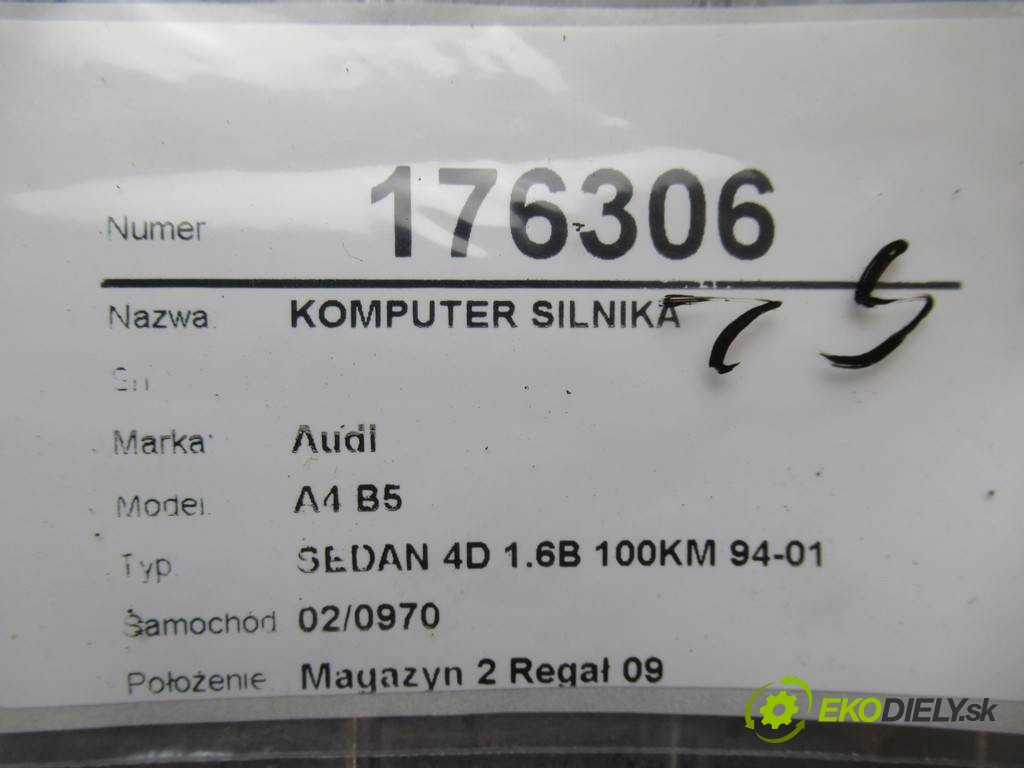 Numer 176306
Nazwa KOMPUTER SILNIKA
Sn
Marka Audi
Model A4 B5
Typ SEDAN 4D 1.6B 100KM 94-01
Samochód 02/0970
Położenie Magazyn 2 Regał 09
EKODIELY.sk